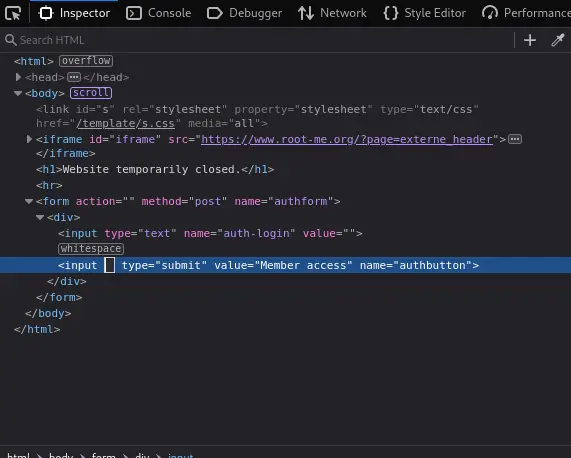 Inspector Console Debugger Network Style Editor Performance
Search HTML
<html> overflow
<head> ••• </head>
<body> scroll
<link id="s" rel="stylesheet" property="stylesheet" type="text/css"
href="/template/s.css" media="all">
<iframe id="iframe" src="https://www.root-me.org/?page=externe_header"> •••
</iframe>
<h1>Website temporarily closed.</h1>
<hr>
<form action="" method="post" name="authform">
<div>
<input type="text" name="auth-login" value="">
whitespace
<input type="submit" value="Member access" name="authbutton">
</div>
</form>
</body>
</html>
html > body > form > div > input